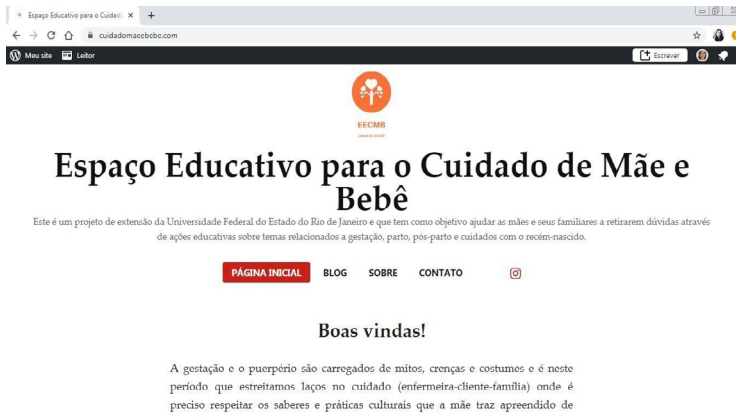 Espaço Educativo para o Cuidad
cuidadomaeebebe.com
Meu site Leitor Escrever
EECMB
Espaço Educativo para o Cuidado de Mãe e
Bebê
Este é um projeto de extensão da Universidade Federal do Estado do Rio de Janeiro e que tem como objetivo ajudar as mães e seus familiares a retirarem dúvidas através
de ações educativas sobre temas relacionados a gestação, parto, pós-parto e cuidados com o recém-nascido.
PÁGINA INICIAL BLOG SOBRE CONTATO
Boas vindas!
A gestação e o puerpério são carregados de mitos, crenças e costumes e é neste
período que estreitamos laços no cuidado (enfermeira-cliente-família) onde é
preciso respeitar os saberes e práticas culturais que a mãe traz apreendido de